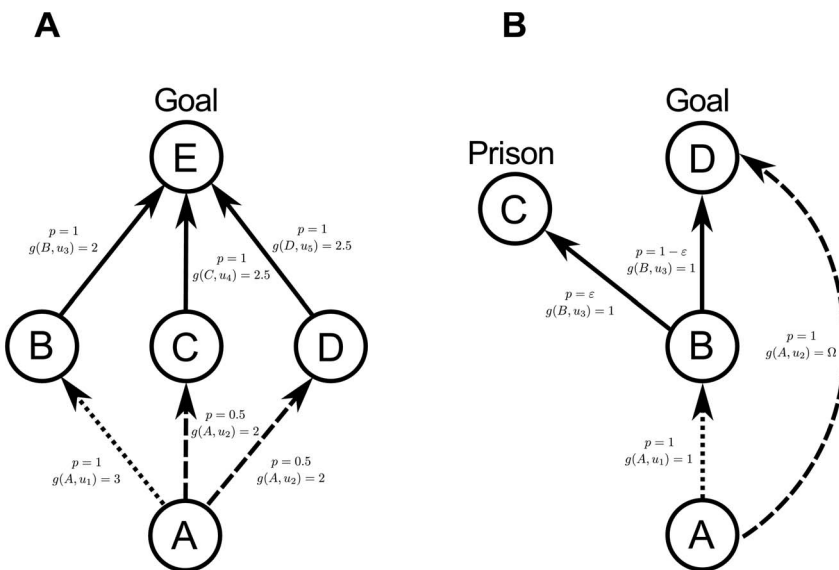 A
B
Goal
E
p = 1
g(B, u₃) = 2
p = 1
g(C, u₄) = 2.5
p = 1
g(D, u₅) = 2.5
B
C
D
p = 1
g(A, u₁) = 3
p = 0.5
g(A, u₂) = 2
p = 0.5
g(A, u₂) = 2
A
Goal
D
Prison
C
p = 1 − ε
g(B, u₃) = 1
p = ε
g(B, u₃) = 1
B
p = 1
g(A, u₂) = Ω
p = 1
g(A, u₁) = 1
A